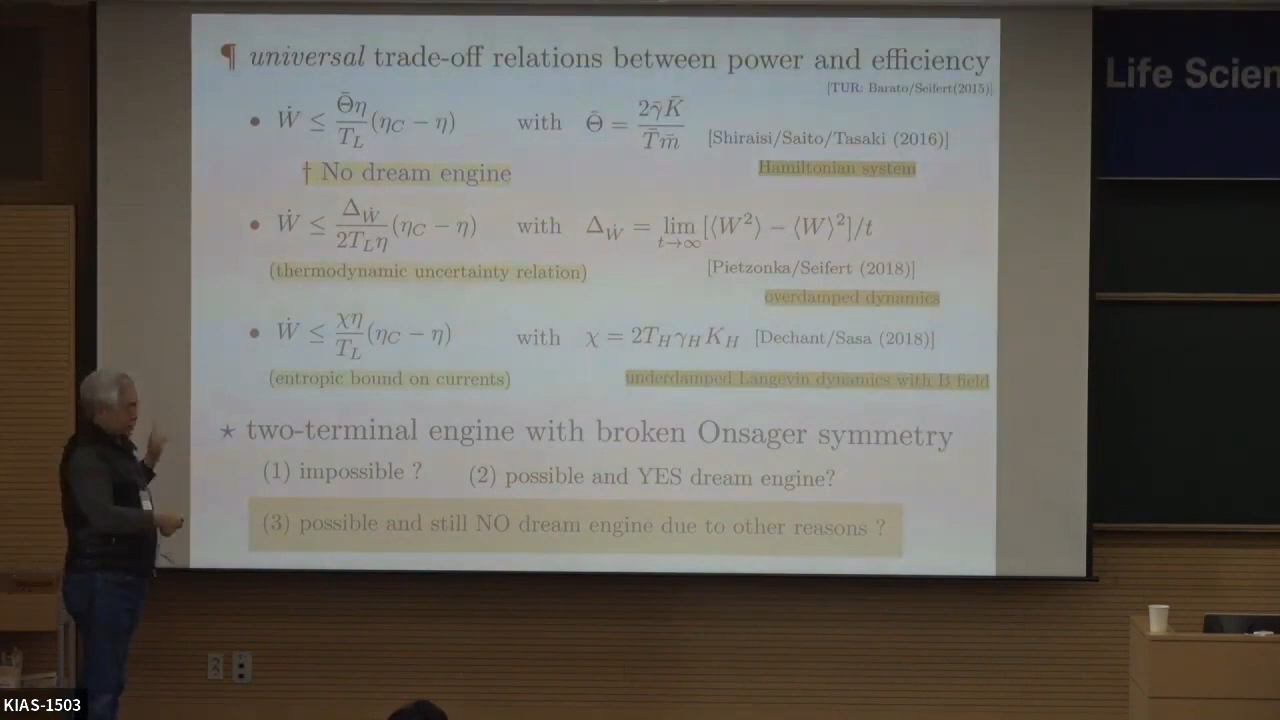 ¶ universal trade-off relations between power and efficiency
[TUR: Barato/Seifert(2015)]
• Ẇ ≤ Θ̄η/T_L (η_C − η) with Θ̄ = 2γ̄K̄/T̄m̄ [Shiraisi/Saito/Tasaki (2016)]
† No dream engine Hamiltonian system
• Ẇ ≤ Δ_Ẇ/2T_Lη (η_C − η) with Δ_Ẇ = lim t→∞ [⟨W²⟩ − ⟨W⟩²]/t
(thermodynamic uncertainty relation) [Pietzonka/Seifert (2018)]
overdamped dynamics
• Ẇ ≤ χη/T_L (η_C − η) with χ = 2T_Hγ_HK_H [Dechant/Sasa (2018)]
(entropic bound on currents) underdamped Langevin dynamics with B field
★ two-terminal engine with broken Onsager symmetry
(1) impossible ? (2) possible and YES dream engine?
(3) possible and still NO dream engine due to other reasons ?
Life Scien
KIAS-1503